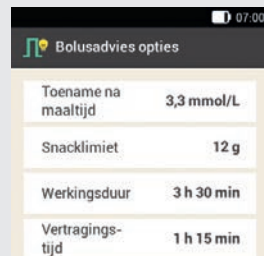 07:00
Bolusadvies opties
Toename na
maaltijd
3,3 mmol/L
Snacklimiet
12 g
Werkingsduur
3 h 30 min
Vertragings-
tijd
1 h 15 min